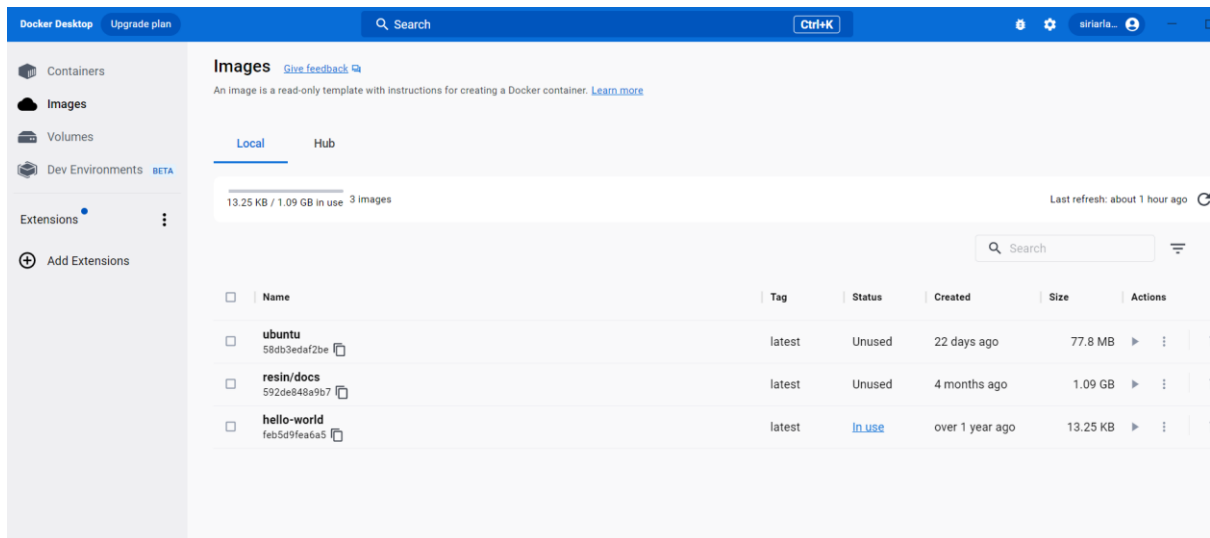 Docker Desktop Upgrade plan Search Ctrl+K siriarla...
Containers
Images
Volumes
Dev Environments BETA
Extensions
Add Extensions
Images Give feedback
An image is a read-only template with instructions for creating a Docker container. Learn more
Local Hub
13.25 KB / 1.09 GB in use 3 images Last refresh: about 1 hour ago
Search
Name Tag Status Created Size Actions
ubuntu
58db3edaf2be latest Unused 22 days ago 77.8 MB
resin/docs
592de848a9b7 latest Unused 4 months ago 1.09 GB
hello-world
feb5d9fea6a5 latest In use over 1 year ago 13.25 KB